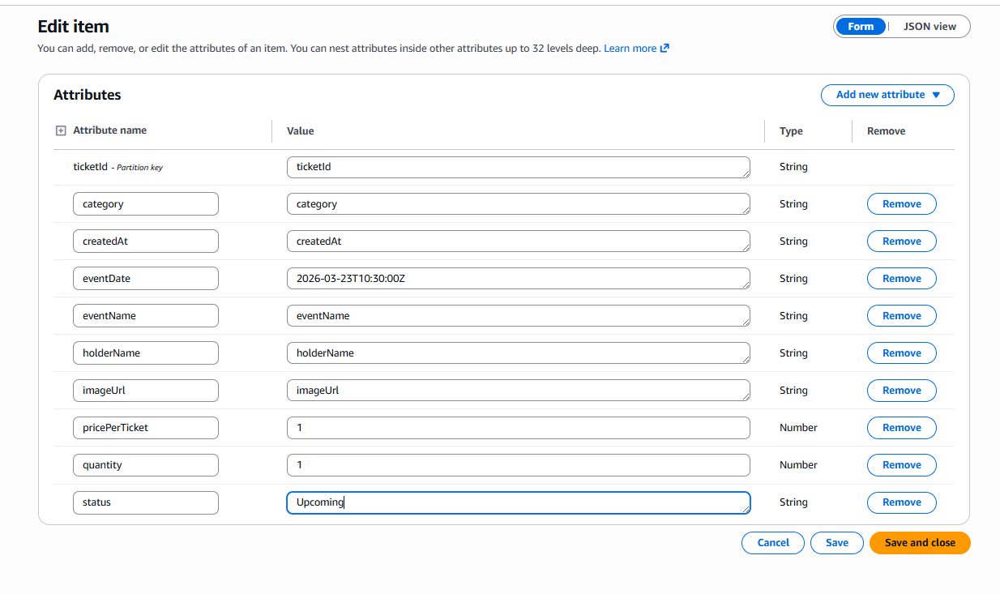 Edit item
Form | JSON view
You can add, remove, or edit the attributes of an item. You can nest attributes inside other attributes up to 32 levels deep. Learn more
Attributes
Add new attribute
Attribute name Value Type Remove
ticketId - Partition key ticketId String
category category String Remove
createdAt createdAt String Remove
eventDate 2026-03-23T10:30:00Z String Remove
eventName eventName String Remove
holderName holderName String Remove
imageUrl imageUrl String Remove
pricePerTicket 1 Number Remove
quantity 1 Number Remove
status Upcoming String Remove
Cancel Save Save and close